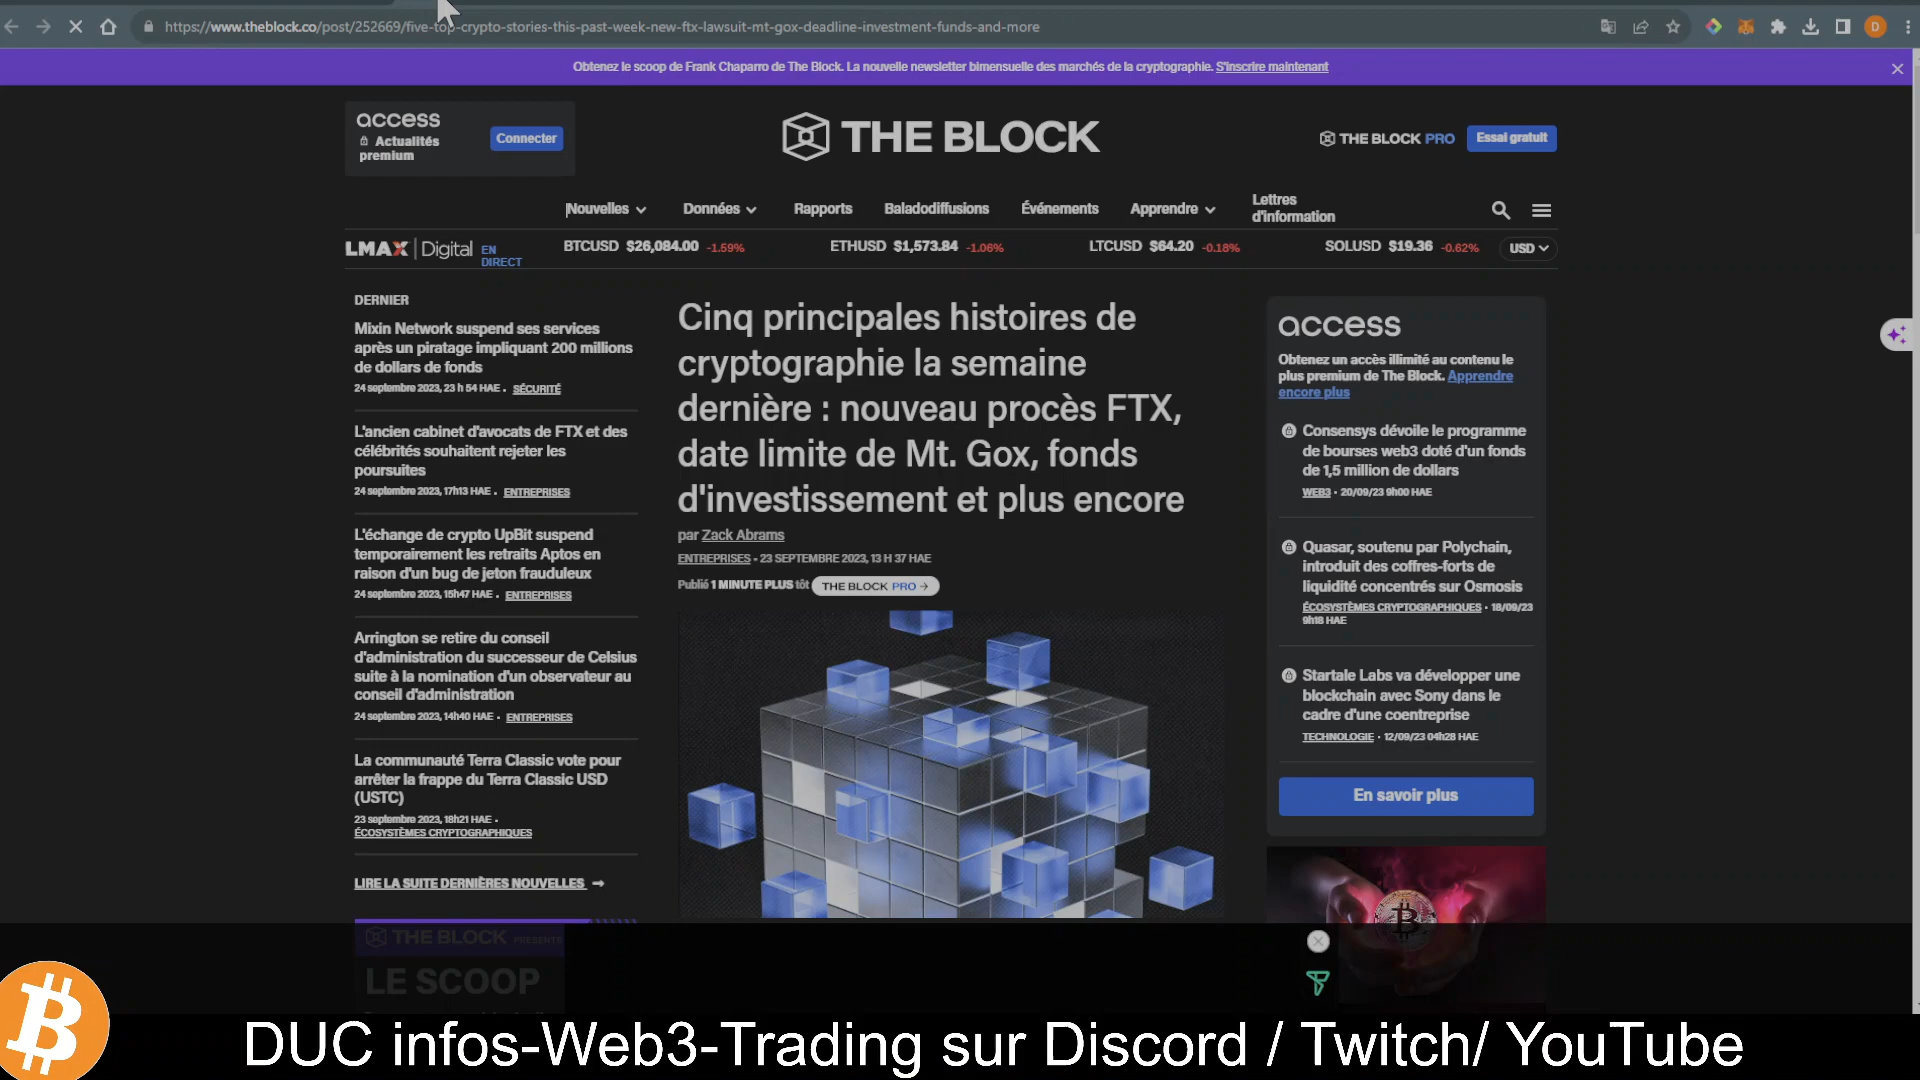 https://www.theblock.co/post/252669/five-top-crypto-stories-this-past-week-new-ftx-lawsuit-mt-gox-deadline-investment-funds-and-more
D
Obtenez le scoop de Frank Chaparro de The Block. La nouvelle newsletter bimensuelle des marchés de la cryptographie. S'inscrire maintenant
access
Actualités
premium
Connecter
THE BLOCK
THE BLOCK PRO
Essai gratuit
Nouvelles
Données
Rapports
Baladodiffusions
Événements
Apprendre
Lettres
d'information
LMAX Digital
EN
DIRECT
BTCUSD $26,084.00 -1.59%
ETHUSD $1,573.84 -1.06%
LTCUSD $64.20 -0.18%
SOLUSD $19.36 -0.62%
USD
DERNIER
Mixin Network suspend ses services
après un piratage impliquant 200 millions
de dollars de fonds
24 septembre 2023, 23 h 54 HAE • SÉCURITÉ
L'ancien cabinet d'avocats de FTX et des
célébrités souhaitent rejeter les
poursuites
24 septembre 2023, 17h13 HAE • ENTREPRISES
L'échange de crypto UpBit suspend
temporairement les retraits Aptos en
raison d'un bug de jeton frauduleux
24 septembre 2023, 15h47 HAE • ENTREPRISES
Arrington se retire du conseil
d'administration du successeur de Celsius
suite à la nomination d'un observateur au
conseil d'administration
24 septembre 2023, 14h40 HAE • ENTREPRISES
La communauté Terra Classic vote pour
arrêter la frappe du Terra Classic USD
(USTC)
23 septembre 2023, 18h21 HAE •
ÉCOSYSTÈMES CRYPTOGRAPHIQUES
LIRE LA SUITE DERNIÈRES NOUVELLES →
THE BLOCK PRESENTS
LE SCOOP
Cinq principales histoires de
cryptographie la semaine
dernière : nouveau procès FTX,
date limite de Mt. Gox, fonds
d'investissement et plus encore
par Zack Abrams
ENTREPRISES • 23 SEPTEMBRE 2023, 13 H 37 HAE
Publié 1 MINUTE PLUS tôt THE BLOCK PRO →
access
Obtenez un accès illimité au contenu le
plus premium de The Block. Apprendre
encore plus
Consensys dévoile le programme
de bourses web3 doté d'un fonds
de 1,5 million de dollars
WEB3 • 20/09/23 9h00 HAE
Quasar, soutenu par Polychain,
introduit des coffres-forts de
liquidité concentrés sur Osmosis
ÉCOSYSTÈMES CRYPTOGRAPHIQUES • 18/09/23
9h18 HAE
Startale Labs va développer une
blockchain avec Sony dans le
cadre d'une coentreprise
TECHNOLOGIE • 12/09/23 04h28 HAE
En savoir plus
DUC infos-Web3-Trading sur Discord / Twitch/ YouTube